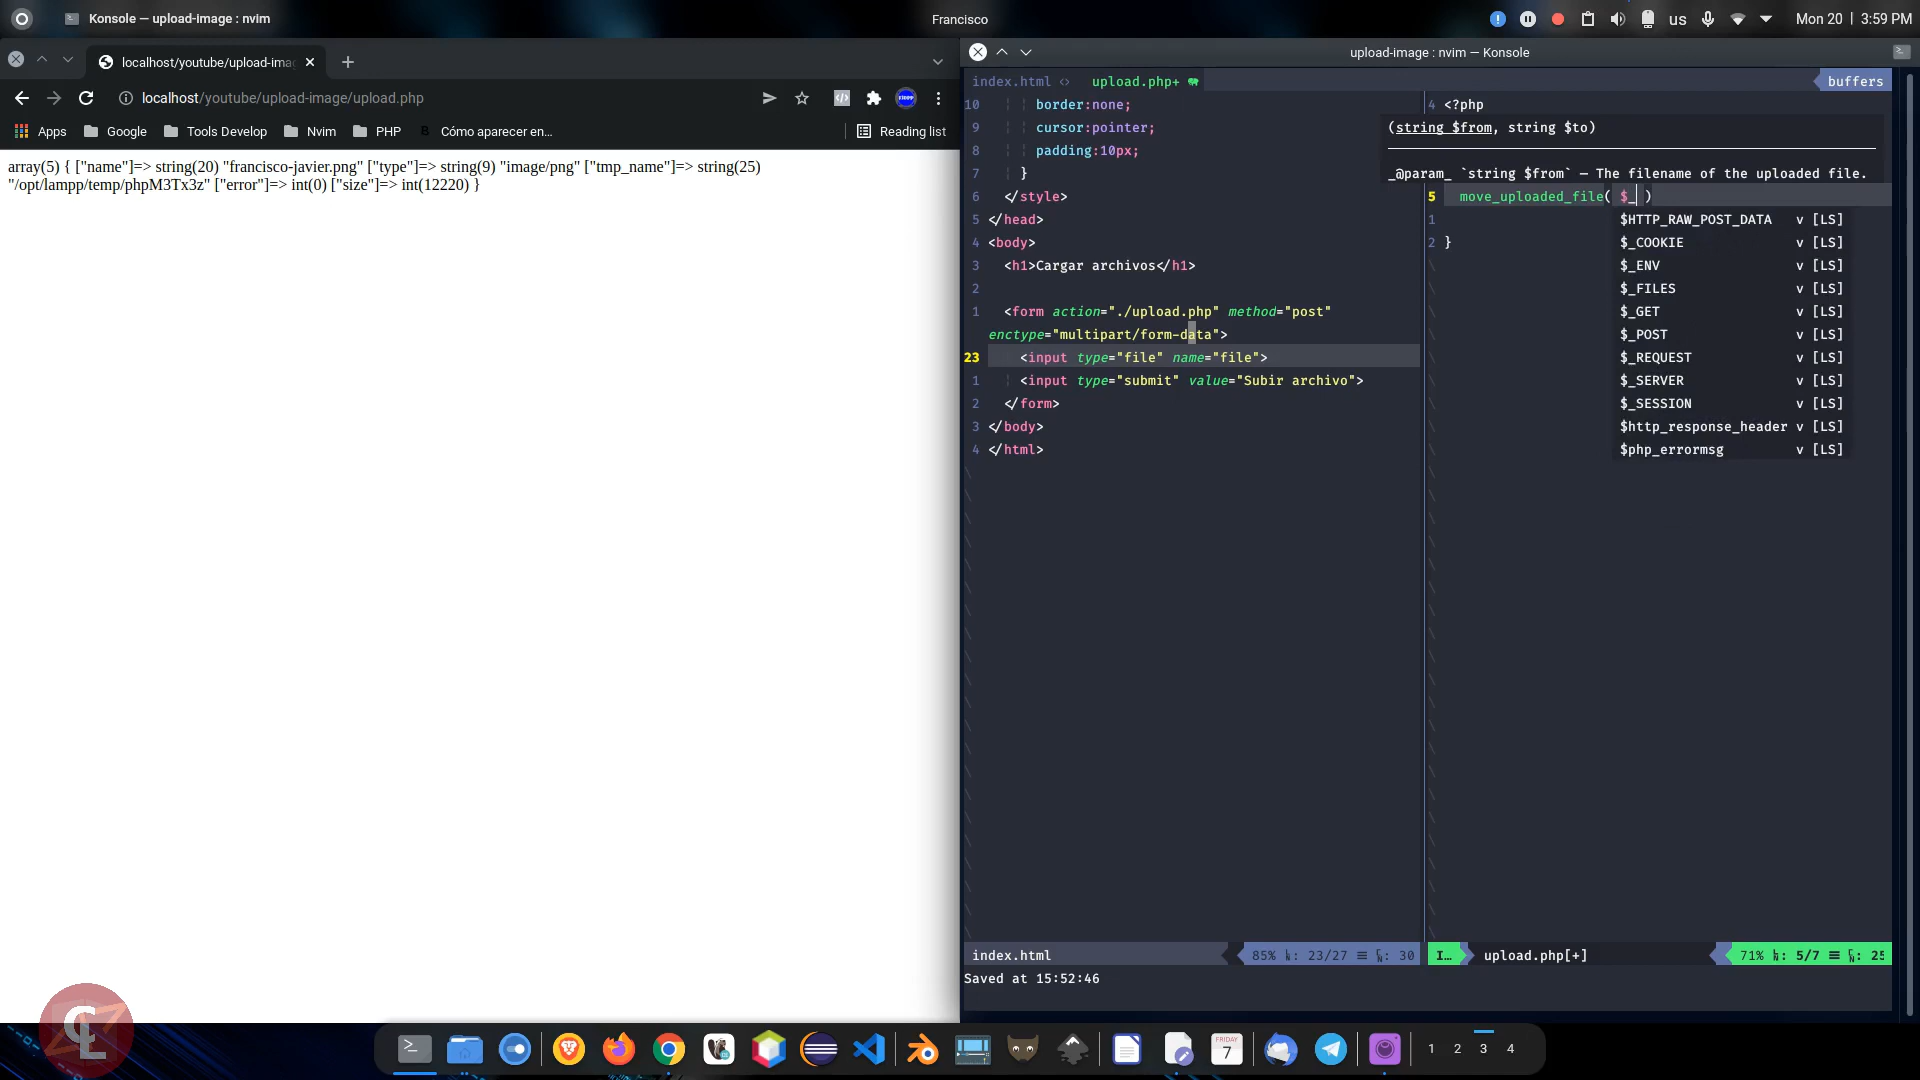 Konsole — upload-image : nvim
Francisco
us
Mon 20 | 3:59 PM
localhost/youtube/upload-ima
upload-image : nvim — Konsole
localhost/youtube/upload-image/upload.php
Apps
Google
Tools Develop
Nvim
PHP
Cómo aparecer en...
Reading list
array(5) { ["name"]=> string(20) "francisco-javier.png" ["type"]=> string(9) "image/png" ["tmp_name"]=> string(25)
"/opt/lampp/temp/phpM3Tx3z" ["error"]=> int(0) ["size"]=> int(12220) }
index.html <> upload.php+
buffers
10 border:none;
9 cursor:pointer;
8 padding:10px;
7 }
6 </style>
5 </head>
4 <body>
3 <h1>Cargar archivos</h1>
2
1 <form action="./upload.php" method="post"
enctype="multipart/form-data">
23 <input type="file" name="file">
1 <input type="submit" value="Subir archivo">
2 </form>
3 </body>
4 </html>
4 <?php
(string $from, string $to)
_@param_ `string $from` — The filename of the uploaded file.
5 move_uploaded_file( $_ )
1
2 }
$HTTP_RAW_POST_DATA v [LS]
$_COOKIE v [LS]
$_ENV v [LS]
$_FILES v [LS]
$_GET v [LS]
$_POST v [LS]
$_REQUEST v [LS]
$_SERVER v [LS]
$_SESSION v [LS]
$http_response_header v [LS]
$php_errormsg v [LS]
index.html
85% : 23/27 ≡ : 30
I…
upload.php[+]
71% : 5/7 ≡ : 25
Saved at 15:52:46
CL
FRIDAY
7
1 2 3 4